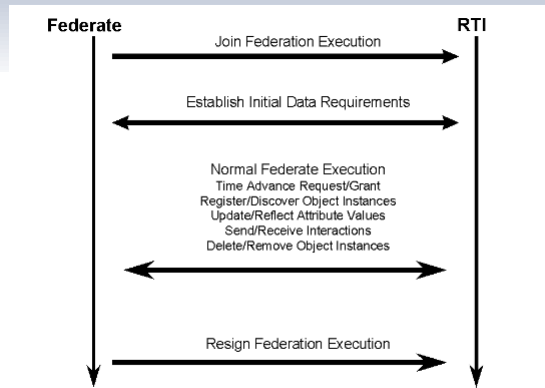 Federate
RTI
Join Federation Execution
Establish Initial Data Requirements
Normal Federate Execution
Time Advance Request/Grant
Register/Discover Object Instances
Update/Reflect Attribute Values
Send/Receive Interactions
Delete/Remove Object Instances
Resign Federation Execution